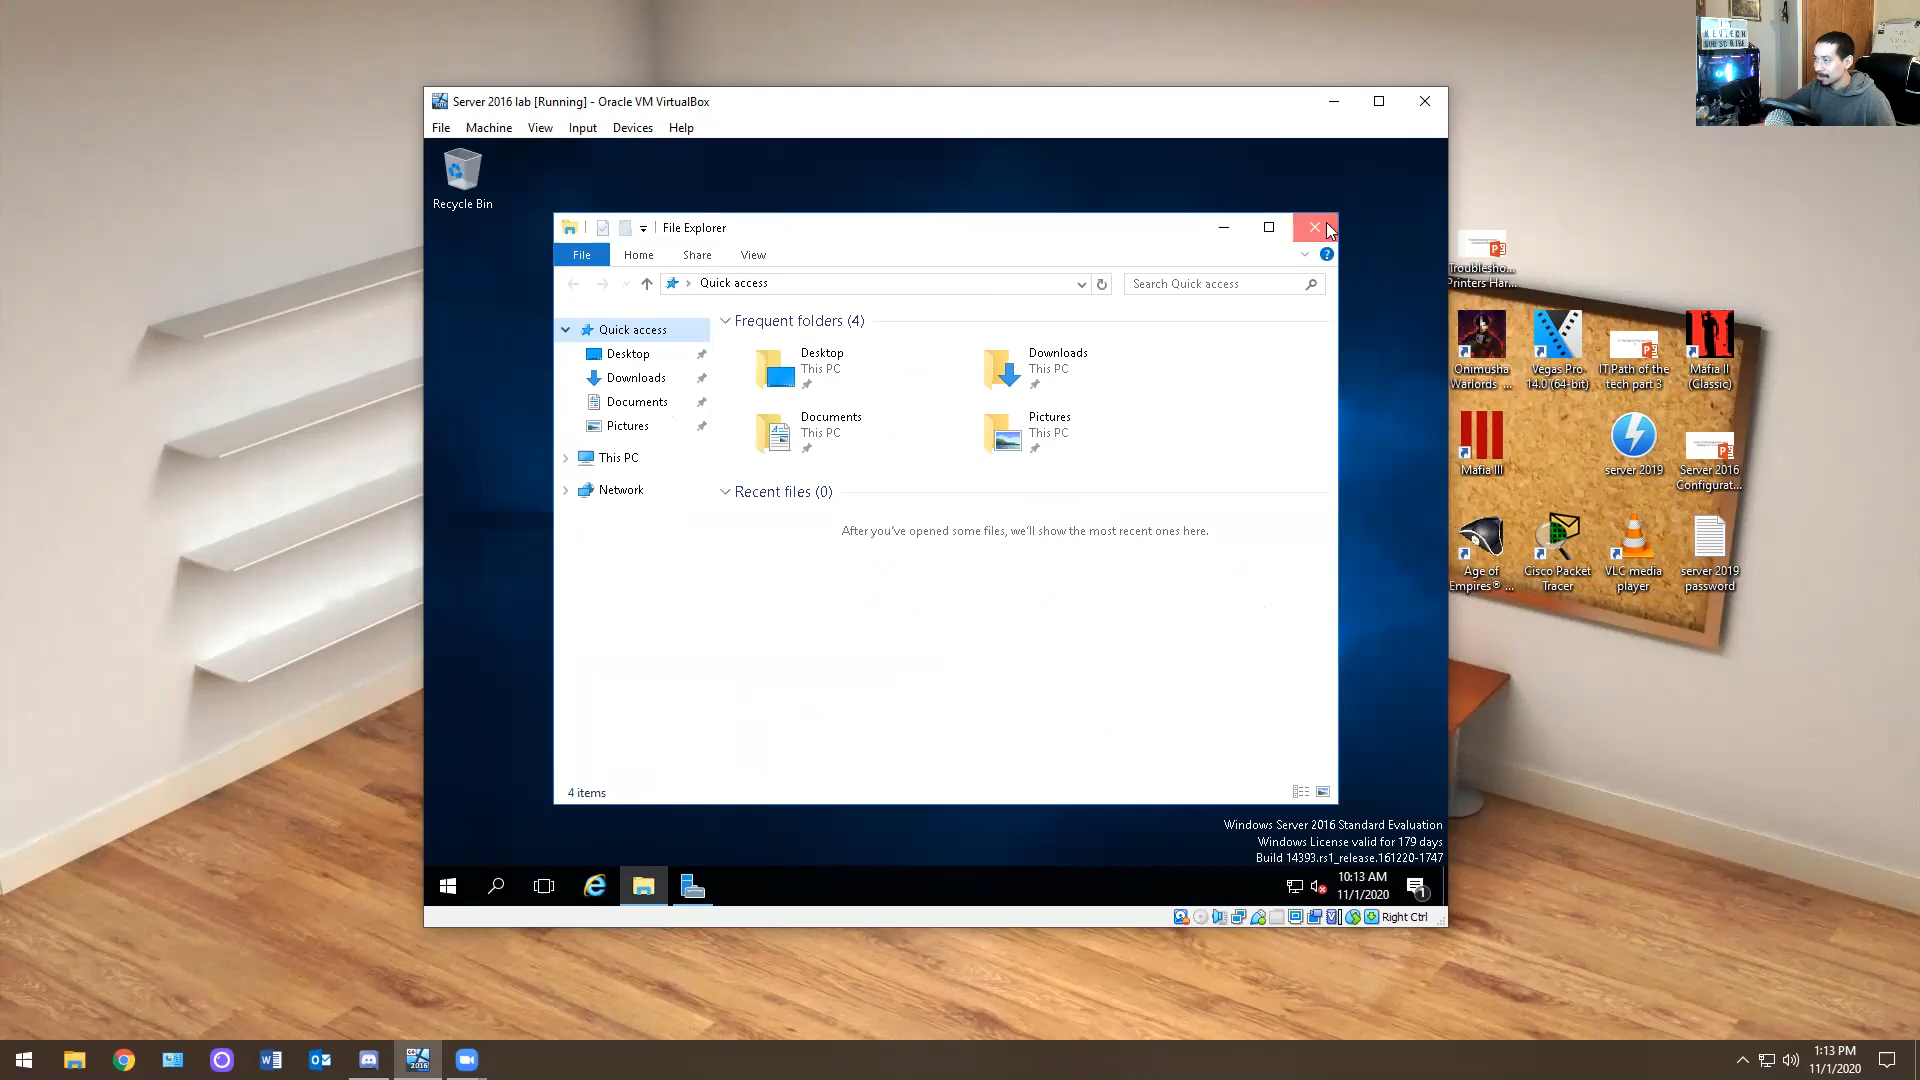 KEVTECH
SUBSCRIBE
Server 2016 lab [Running] - Oracle VM VirtualBox
File Machine View Input Devices Help
Recycle Bin
File Explorer
File Home Share View
Quick access
Search Quick access
Quick access
Desktop
Downloads
Documents
Pictures
This PC
Network
Frequent folders (4)
Desktop
This PC
Downloads
This PC
Documents
This PC
Pictures
This PC
Recent files (0)
After you've opened some files, we'll show the most recent ones here.
4 items
Windows Server 2016 Standard Evaluation
Windows License valid for 179 days
Build 14393.rs1_release.161220-1747
10:13 AM
11/1/2020
1
Right Ctrl
Troublesho...
Printers Har...
Onimusha
Warlords ...
Vegas Pro
14.0 (64-bit)
IT Path of the
tech part 3
Mafia II
(Classic)
Mafia III
server 2019
Server 2016
Configurat...
Age of
Empires® ...
Cisco Packet
Tracer
VLC media
player
server 2019
password
2016
1:13 PM
11/1/2020